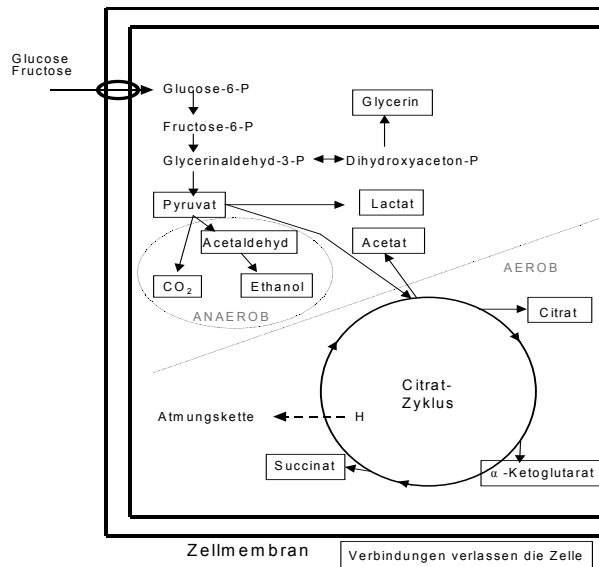 Glucose
Fructose
Glucose-6-P
Glycerin
Fructose-6-P
Glycerinaldehyd-3-P
Dihydroxyaceton-P
Pyruvat
Lactat
Acetaldehyd
Acetat
AEROB
CO₂
Ethanol
ANAEROB
Citrat
Citrat-
Zyklus
Atmungskette
H
Succinat
α-Ketoglutarat
Zellmembran
Verbindungen verlassen die Zelle